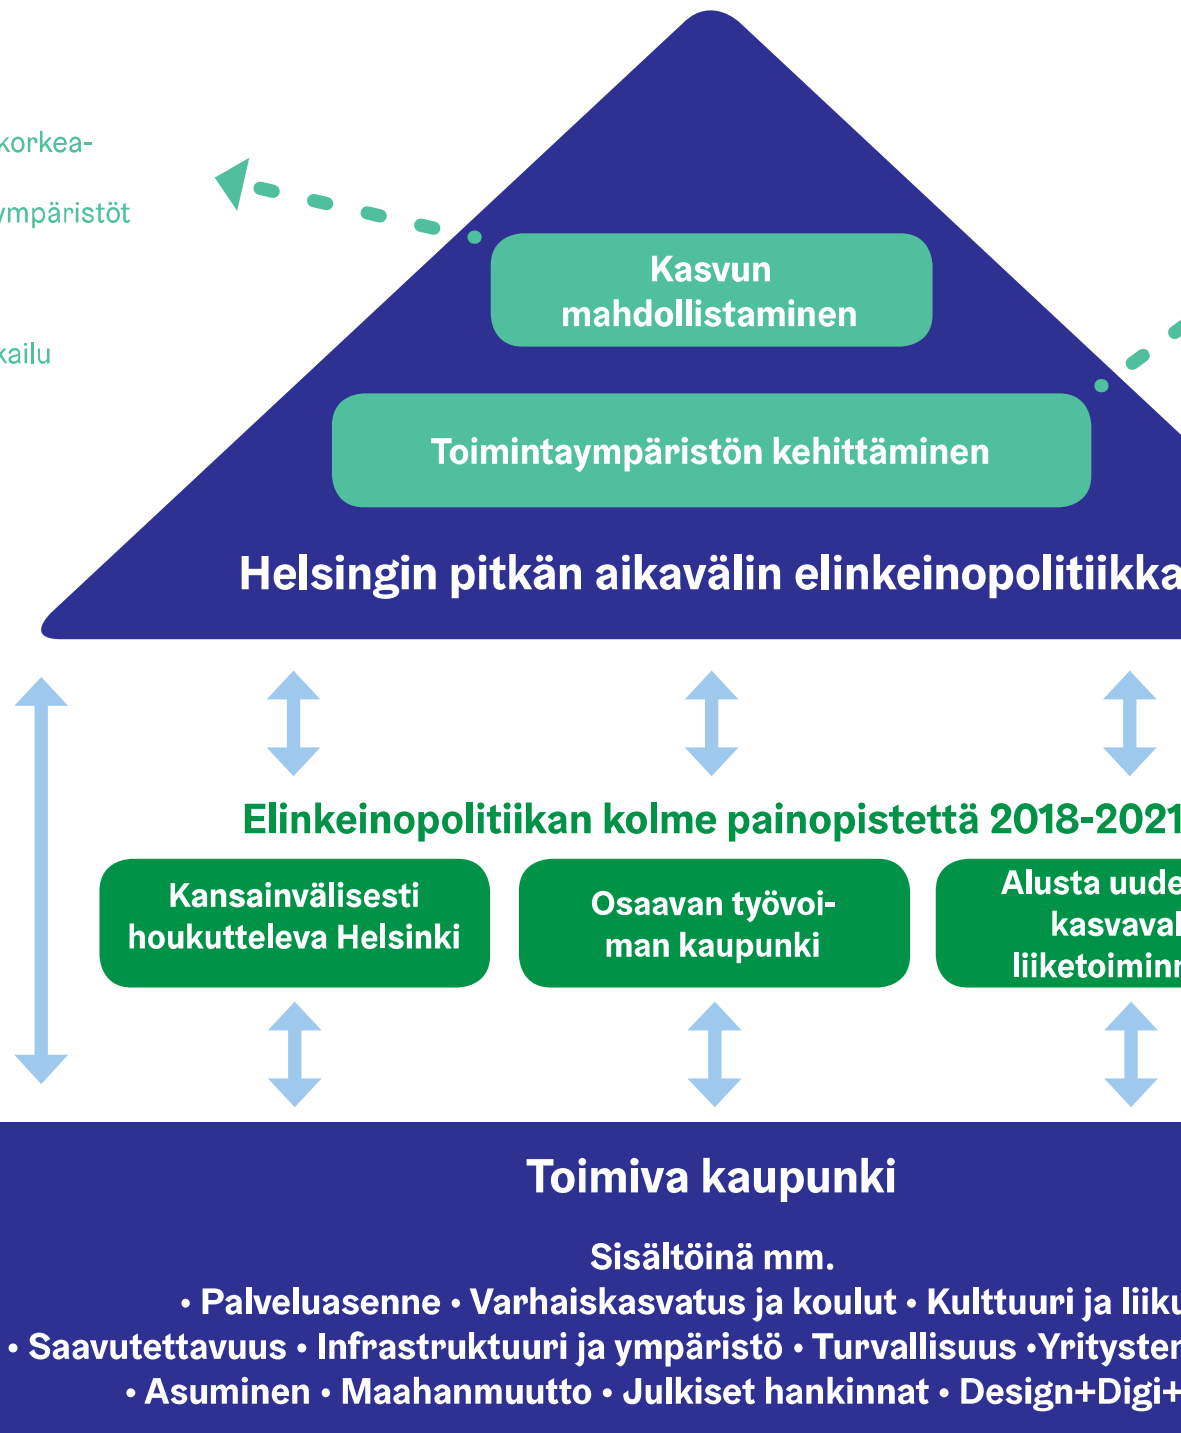 korkea-
ympäristöt
kailu
Kasvun
mahdollistaminen
Toimintaympäristön kehittäminen
Helsingin pitkän aikavälin elinkeinopolitiikka
Elinkeinopolitiikan kolme painopistettä 2018-2021
Kansainvälisesti
houkutteleva Helsinki
Osaavan työvoi-
man kaupunki
Alusta uude
kasvaval
liiketoiminn
Toimiva kaupunki
Sisältöinä mm.
• Palveluasenne • Varhaiskasvatus ja koulut • Kulttuuri ja liiku
• Saavutettavuus • Infrastruktuuri ja ympäristö • Turvallisuus •Yritysten
• Asuminen • Maahanmuutto • Julkiset hankinnat • Design+Digi+